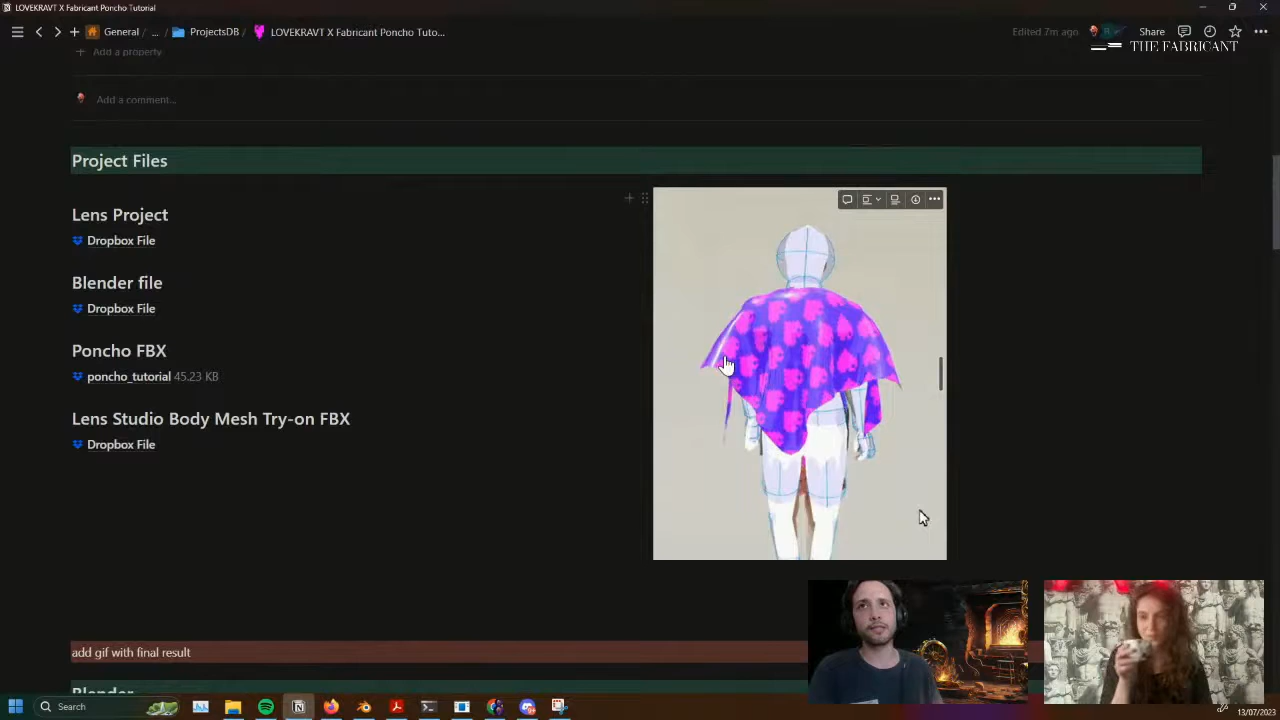 LOVEKRAVT X Fabricant Poncho Tutorial
General / ... / ProjectsDB / LOVEKRAVT X Fabricant Poncho Tuto...
Edited 7m ago
Share
THE FABRICANT
Add a property
Add a comment...
Project Files
Lens Project
Dropbox File
Blender file
Dropbox File
Poncho FBX
poncho_tutorial 45.23 KB
Lens Studio Body Mesh Try-on FBX
Dropbox File
add gif with final result
Blender
Search
13/07/2023